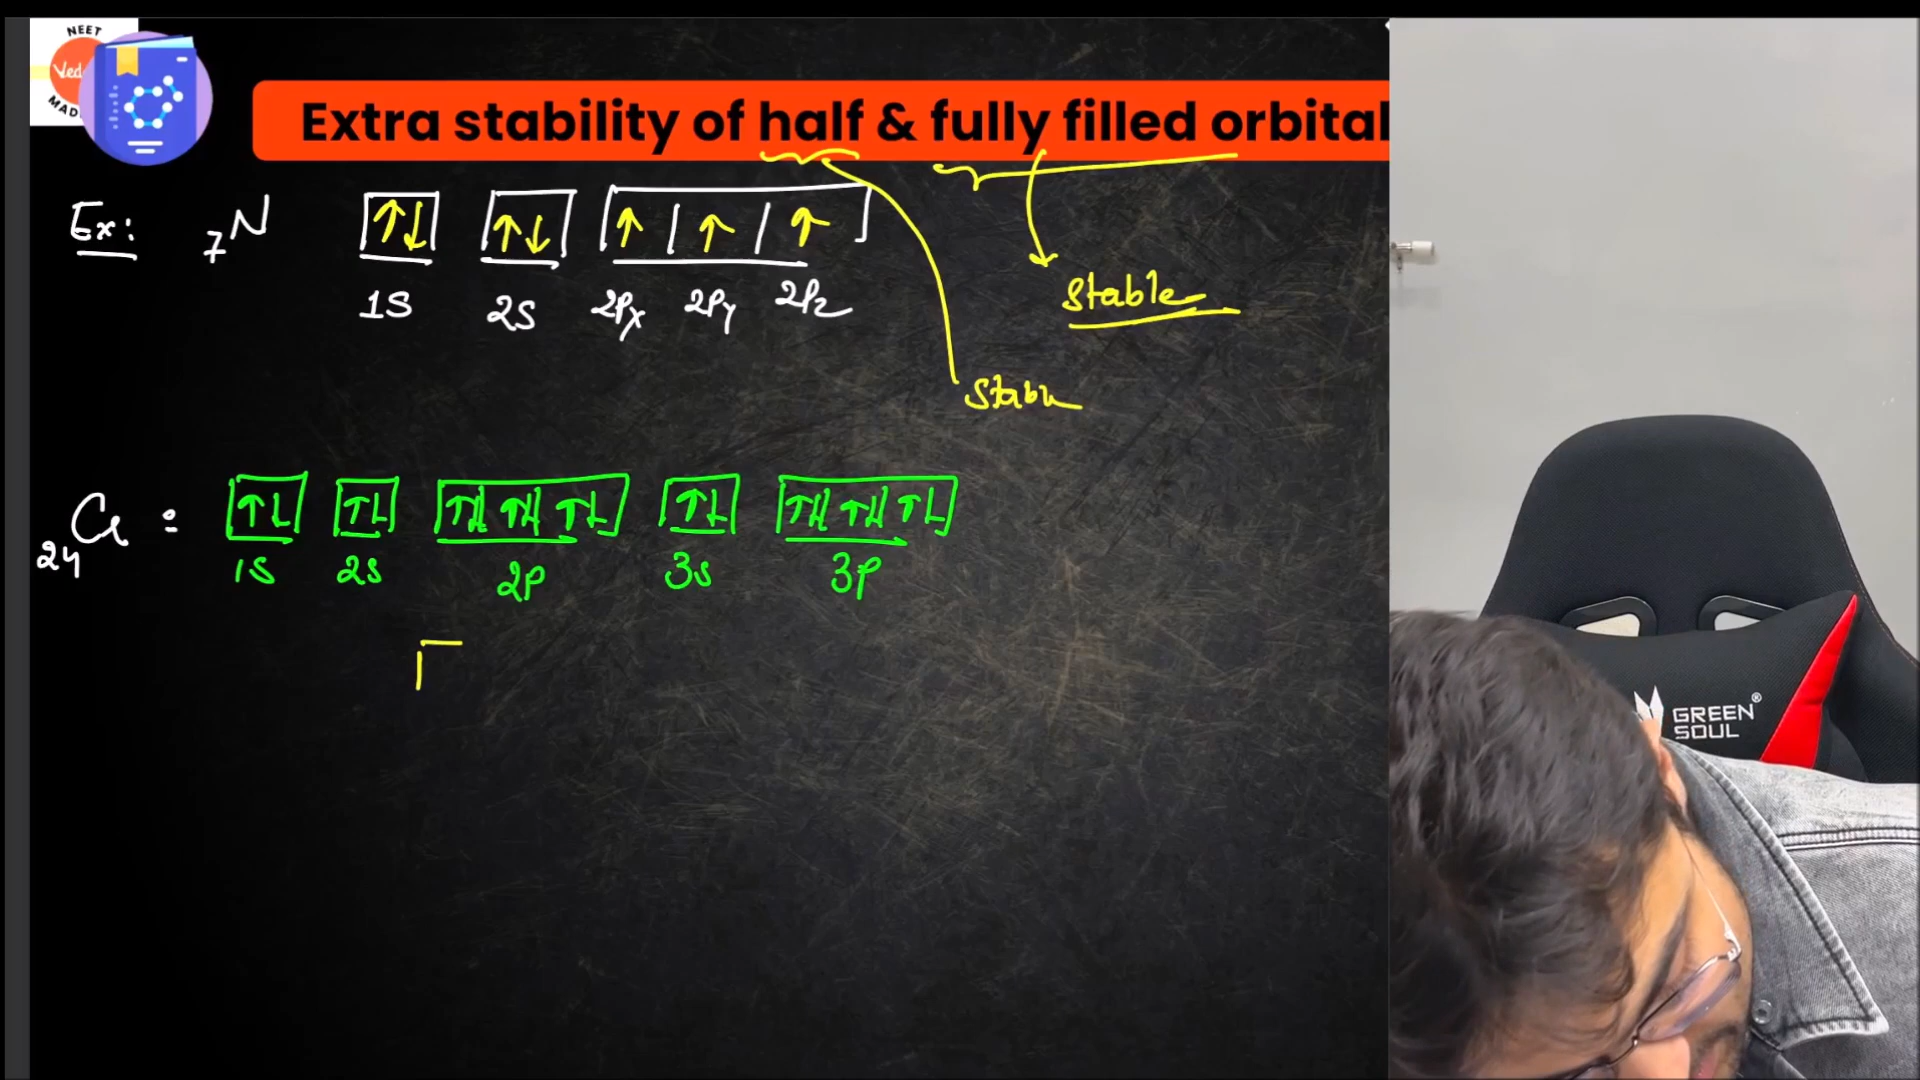 NEET
Ved
MAD
Extra stability of half & fully filled orbital
Ex: 7N ↑↓ ↑↓ ↑ ↑ ↑
1S 2S 2Px 2Py 2Pz
Stable
24Cr = ↑↓ ↑↓ ↑↓ ↑↓ ↑↓ ↑↓ ↑↓ ↑↓ ↑↓
1S 2S 2P 3S 3P
GREEN SOUL®